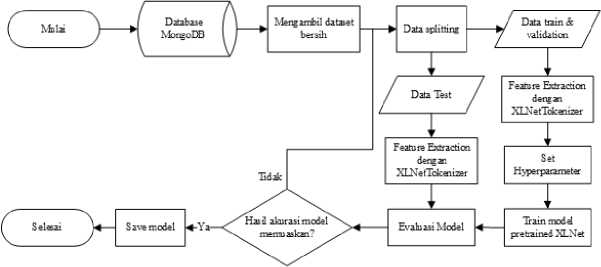 Mulai
Database
MongoDB
Mengambil dataset
bersih
Data splitting
Data train &
validation
Data Test
Feature Extraction
dengan
XLNetTokenizer
Feature Extraction
dengan
XLNetTokenizer
Set
Hyperparameter
Train model
pretrained XLNet
Evaluasi Model
Hasil akurasi model
memuaskan?
Tidak
Ya
Save model
Selesai